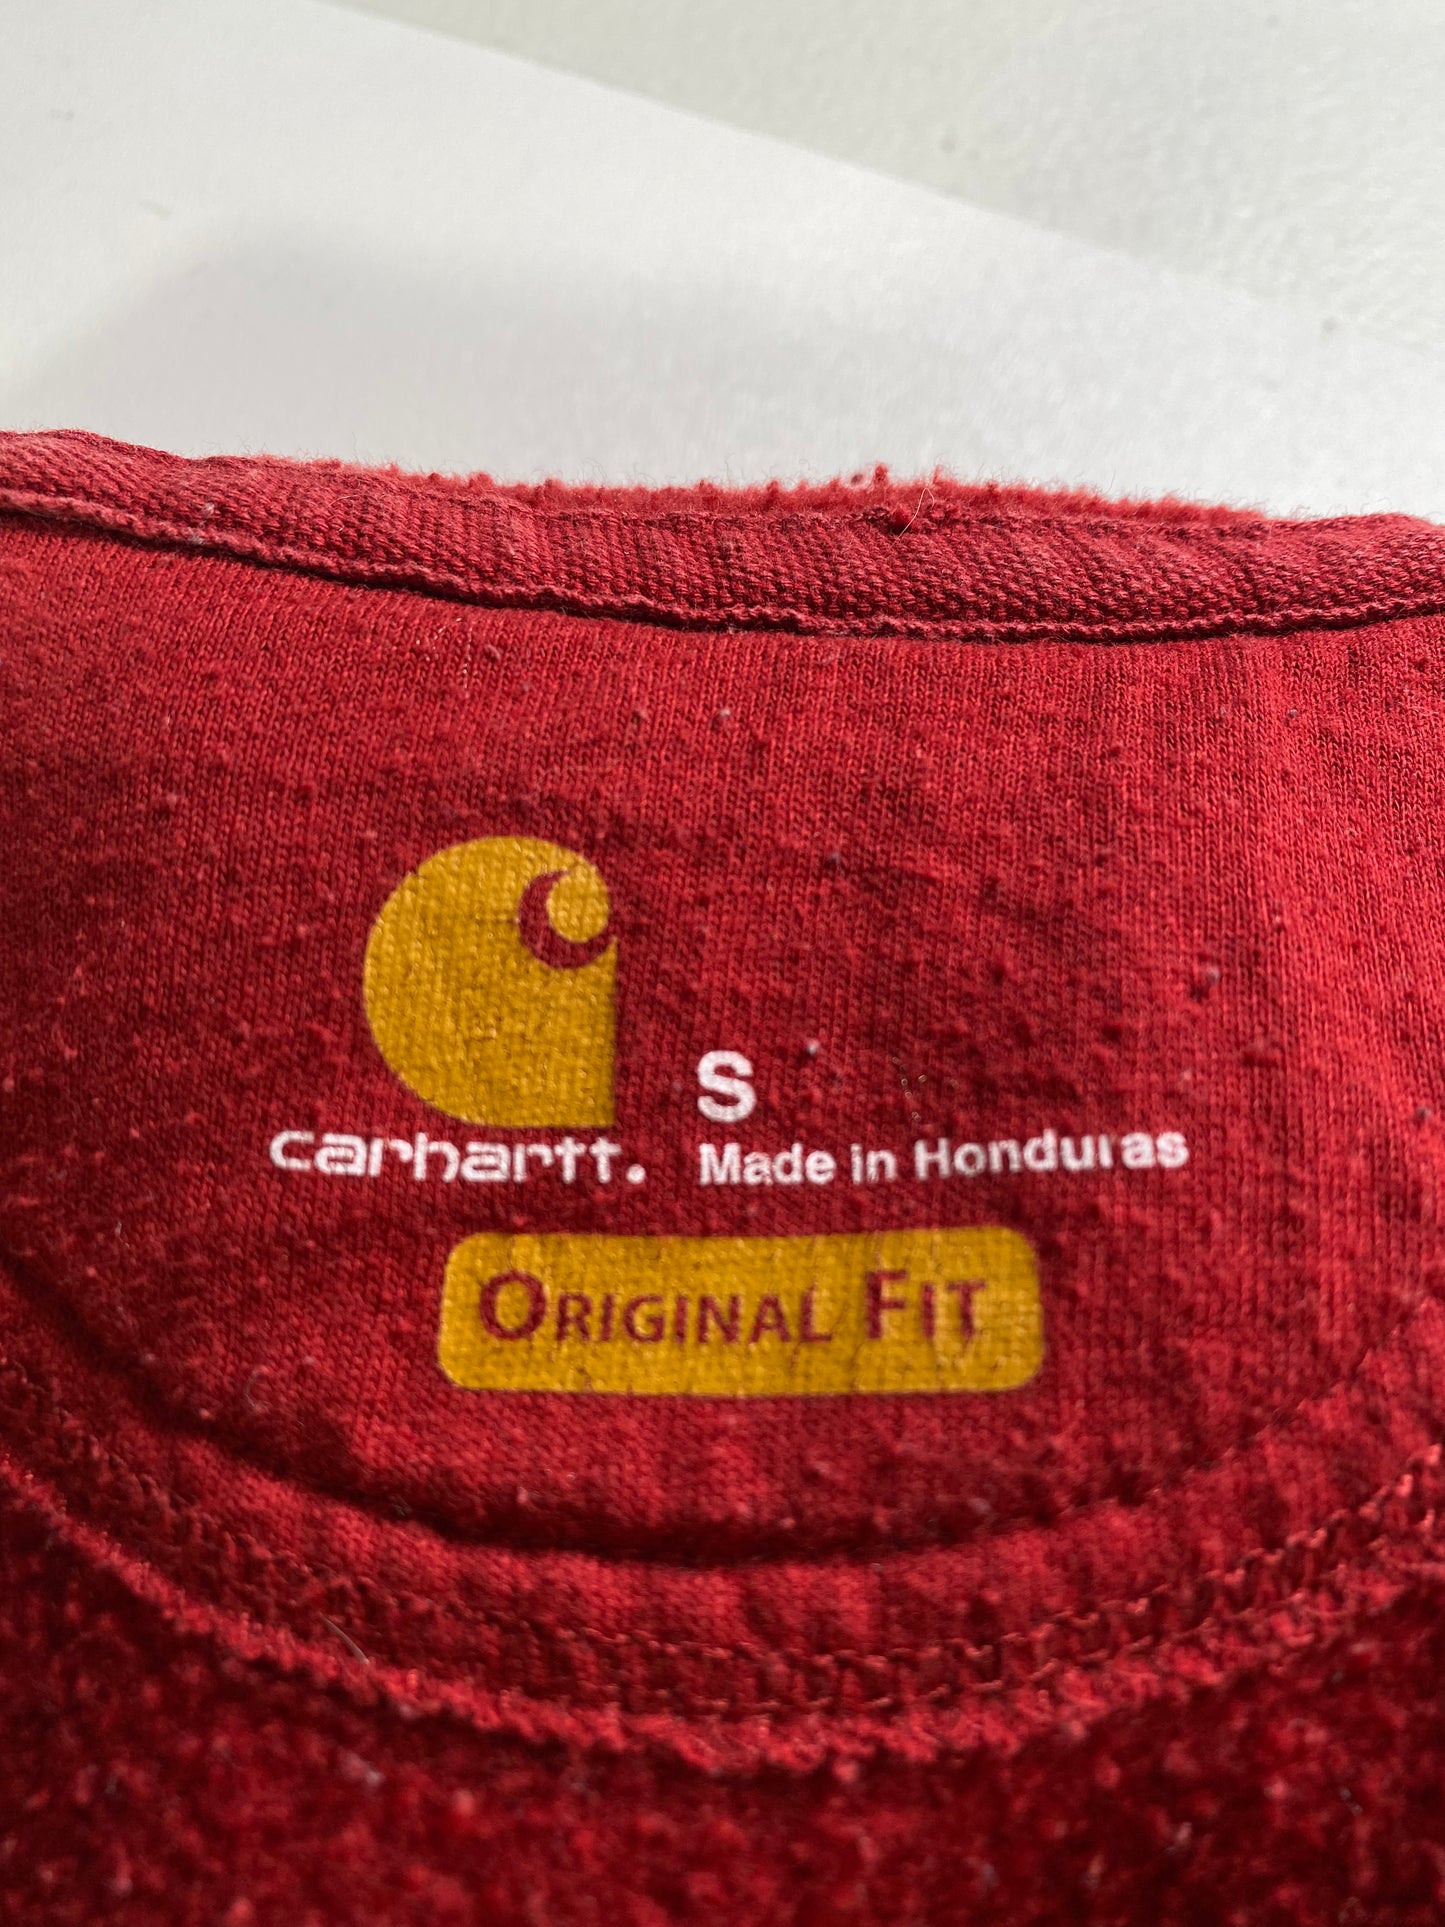 S
carhartt.
Made in Honduras
ORIGINAL FIT